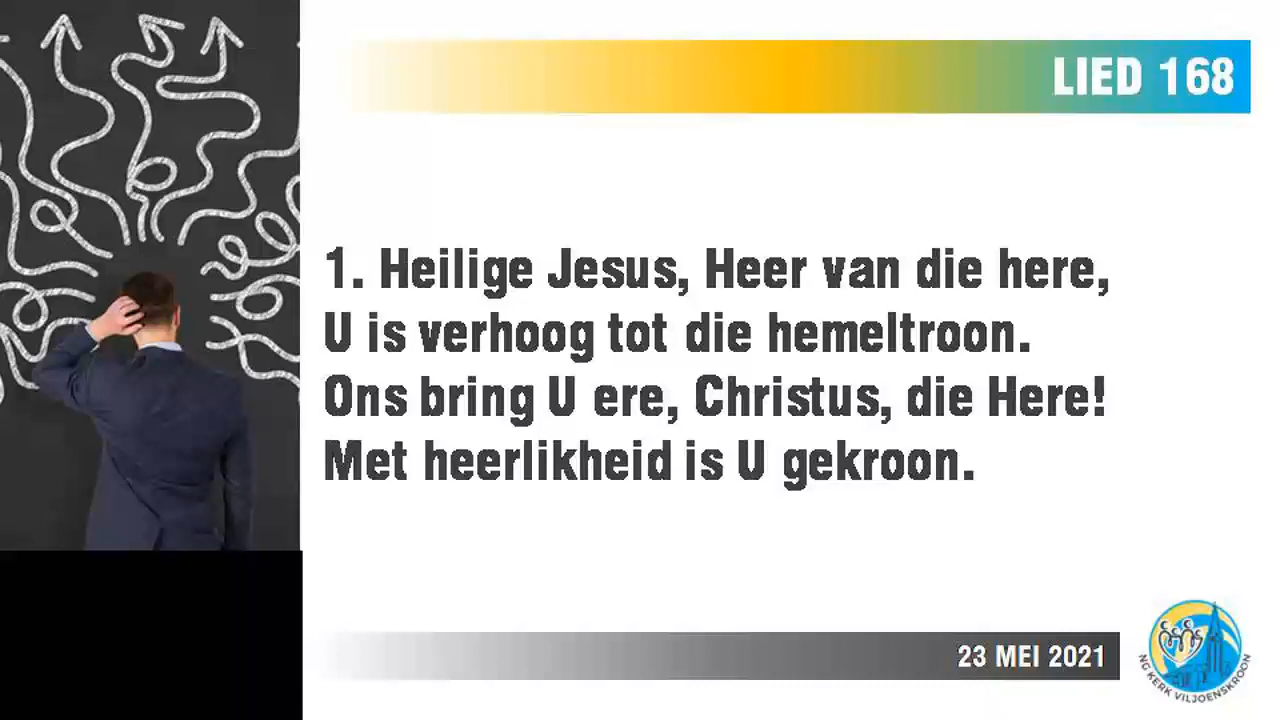 LIED 168
1. Heilige Jesus, Heer van die here,
U is verhoog tot die hemeltroon.
Ons bring U ere, Christus, die Here!
Met heerlikheid is U gekroon.
23 MEI 2021
NG KERK VILJOENSKROON